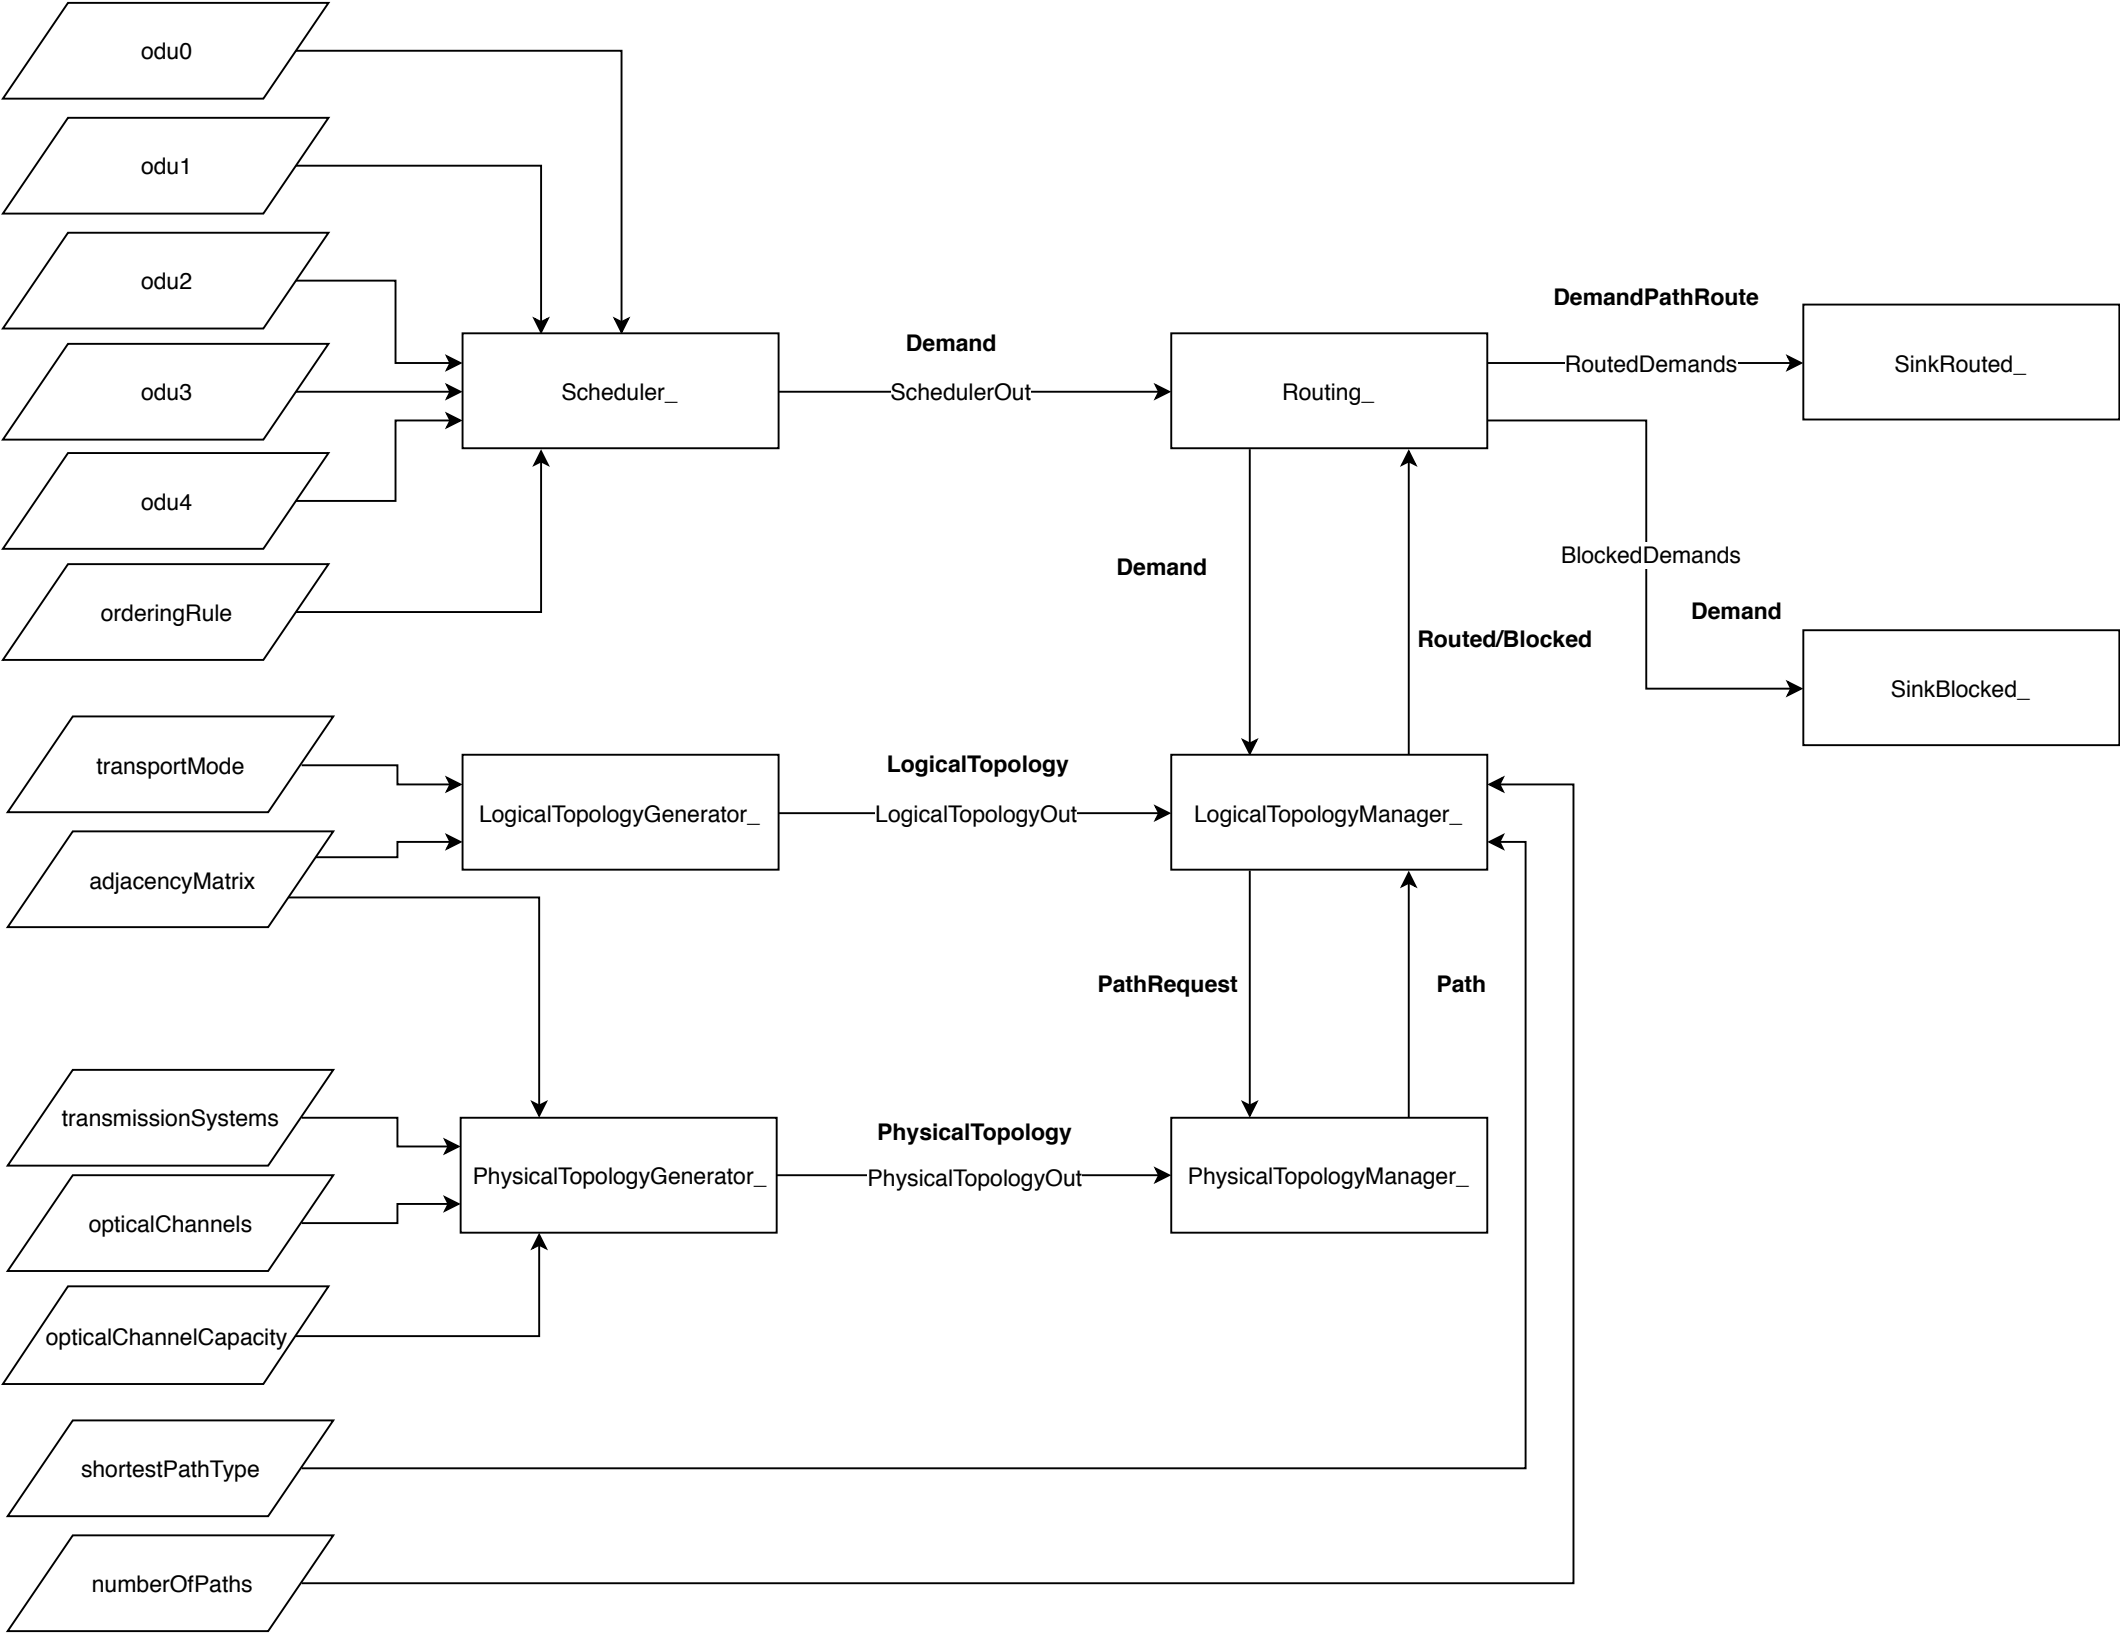 odu0
odu1
odu2
odu3
odu4
orderingRule
Scheduler_
Demand
SchedulerOut
Routing_
DemandPathRoute
RoutedDemands
SinkRouted_
BlockedDemands
Demand
SinkBlocked_
Demand
Routed/Blocked
transportMode
adjacencyMatrix
LogicalTopologyGenerator_
LogicalTopology
LogicalTopologyOut
LogicalTopologyManager_
PathRequest
Path
transmissionSystems
opticalChannels
opticalChannelCapacity
PhysicalTopologyGenerator_
PhysicalTopology
PhysicalTopologyOut
PhysicalTopologyManager_
shortestPathType
numberOfPaths